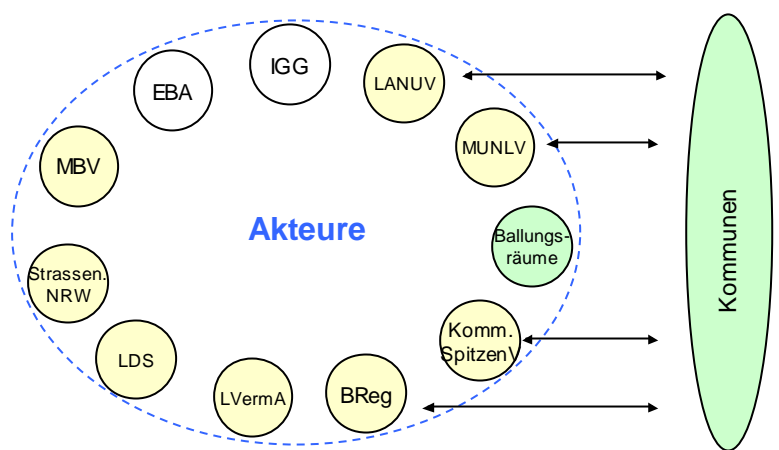 IGG
LANUV
EBA
MUNLV
MBV
Akteure
Ballungs-
räume
Strassen.
NRW
Komm.
SpitzenV
LDS
LVermA
BReg
Kommunen